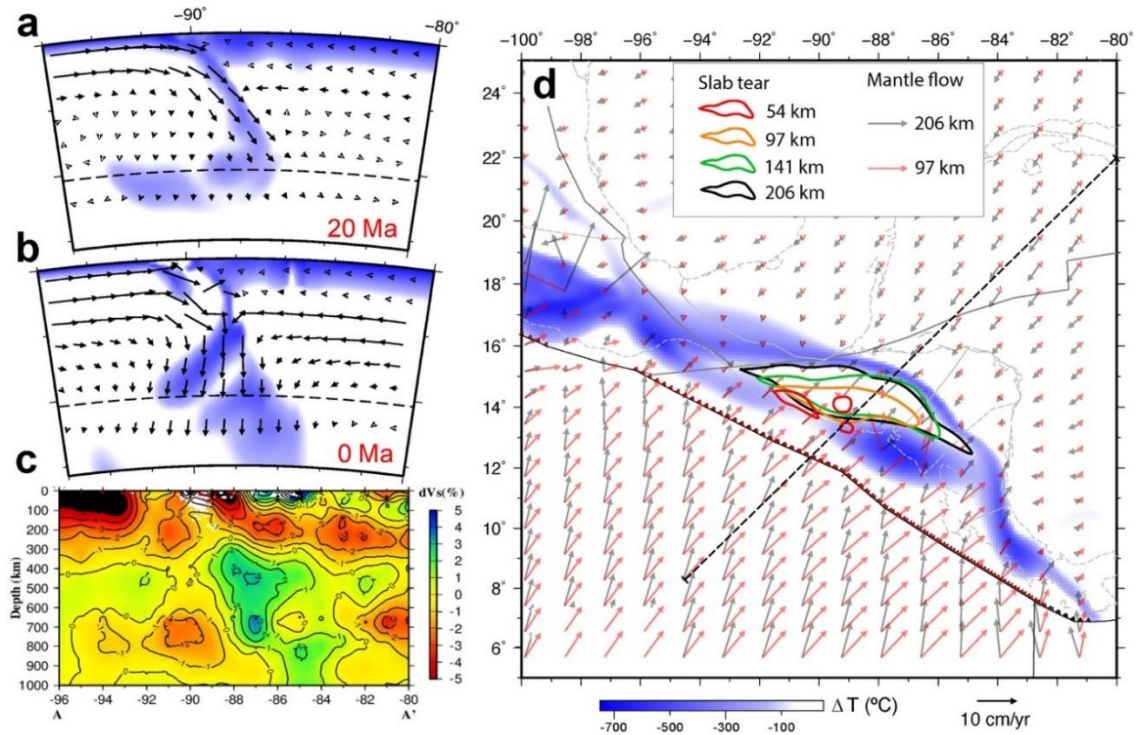 a
−90°
−80°
20 Ma
b
0 Ma
c
dVs(%)
0
100
200
300
400
500
600
700
800
900
1000
Depth(km)
−96 −94 −92 −90 −88 −86 −84 −82 −80
A A'
5
4
3
2
1
0
-1
-2
-3
-4
-5
−100° −98° −96° −94° −92° −90° −88° −86° −84° −82° −80°
d
24°
22°
20°
18°
16°
14°
12°
10°
8°
6°
Slab tear
54 km
97 km
141 km
206 km
Mantle flow
206 km
97 km
-700 -500 -300 -100
Δ T (ºC)
10 cm/yr